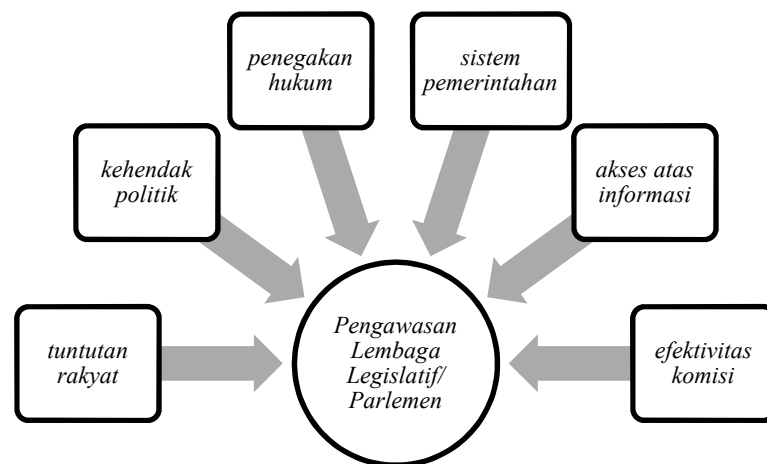 penegakan
hukum
sistem
pemerintahan
kehendak
politik
akses atas
informasi
tuntutan
rakyat
Pengawasan
Lembaga
Legislatif/
Parlemen
efektivitas
komisi